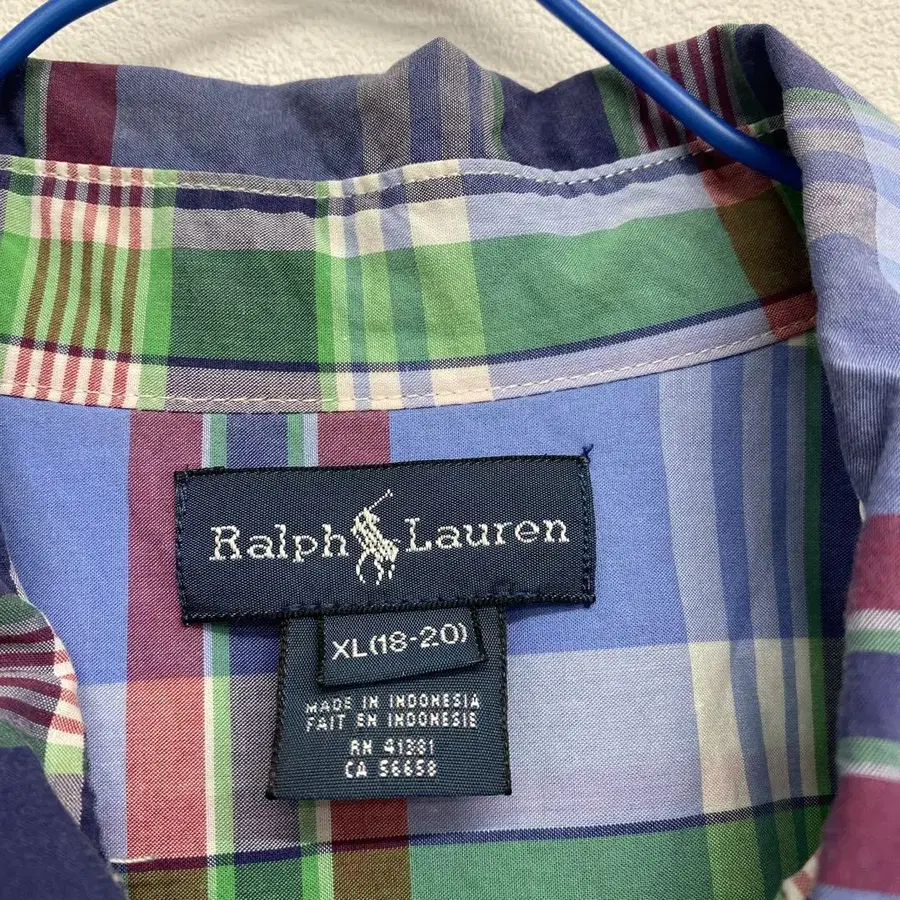 Ralph Lauren
XL(18-20)
MADE IN INDONESIA
FAIT EN INDONESIE
RN 41381
CA 56658